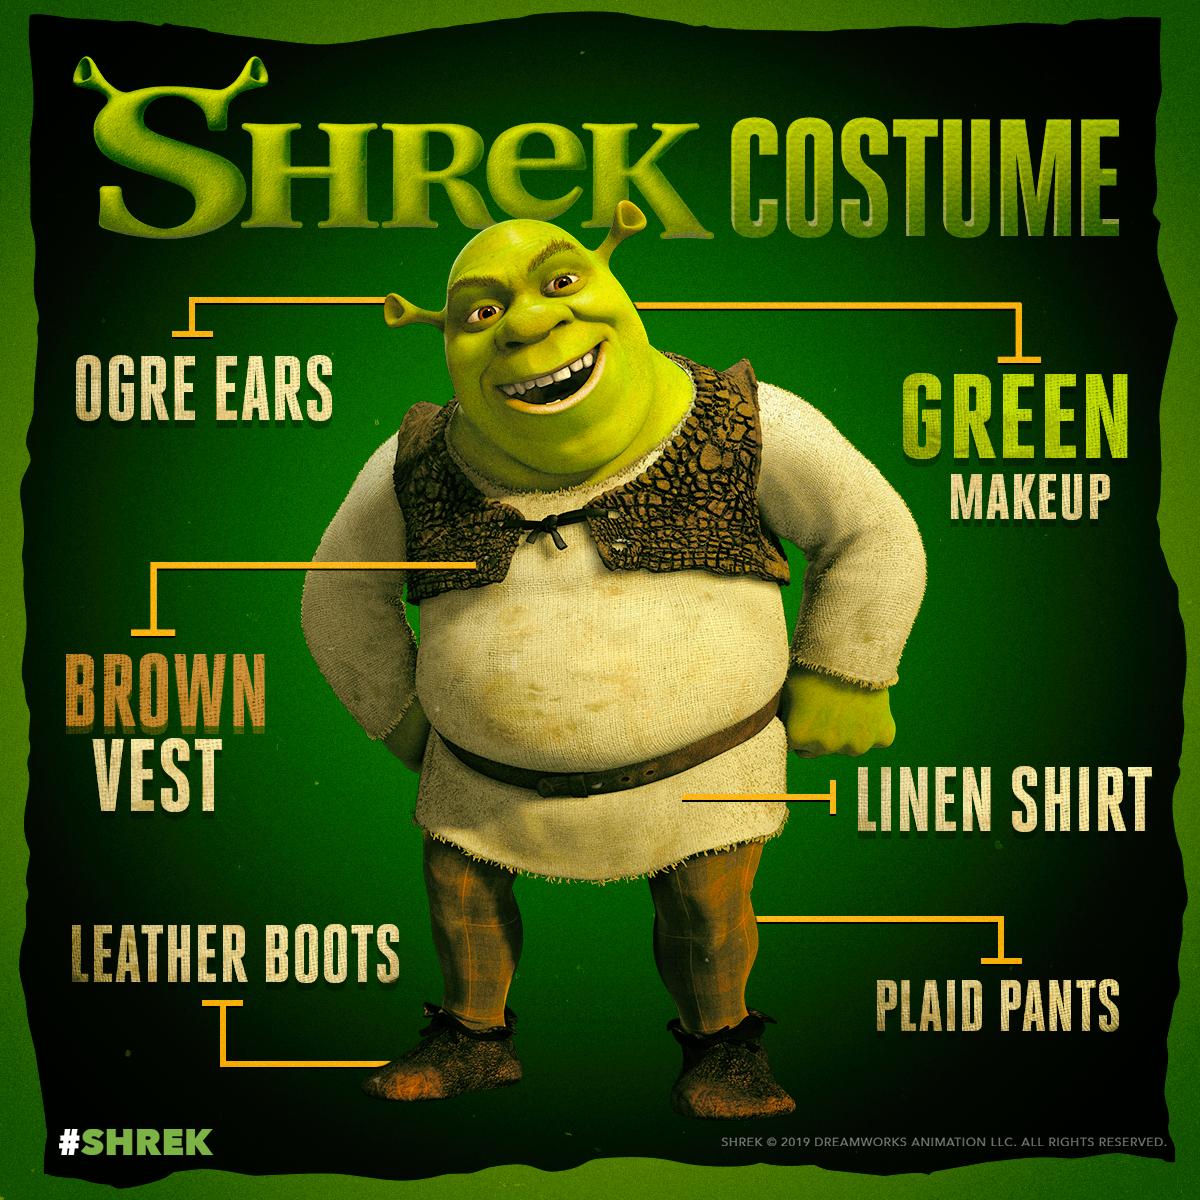 SHREK COSTUME
OGRE EARS
GREEN
MAKEUP
BROWN
VEST
LINEN SHIRT
LEATHER BOOTS
PLAID PANTS
#SHREK
SHREK © 2019 DREAMWORKS ANIMATION LLC. ALL RIGHTS RESERVED.